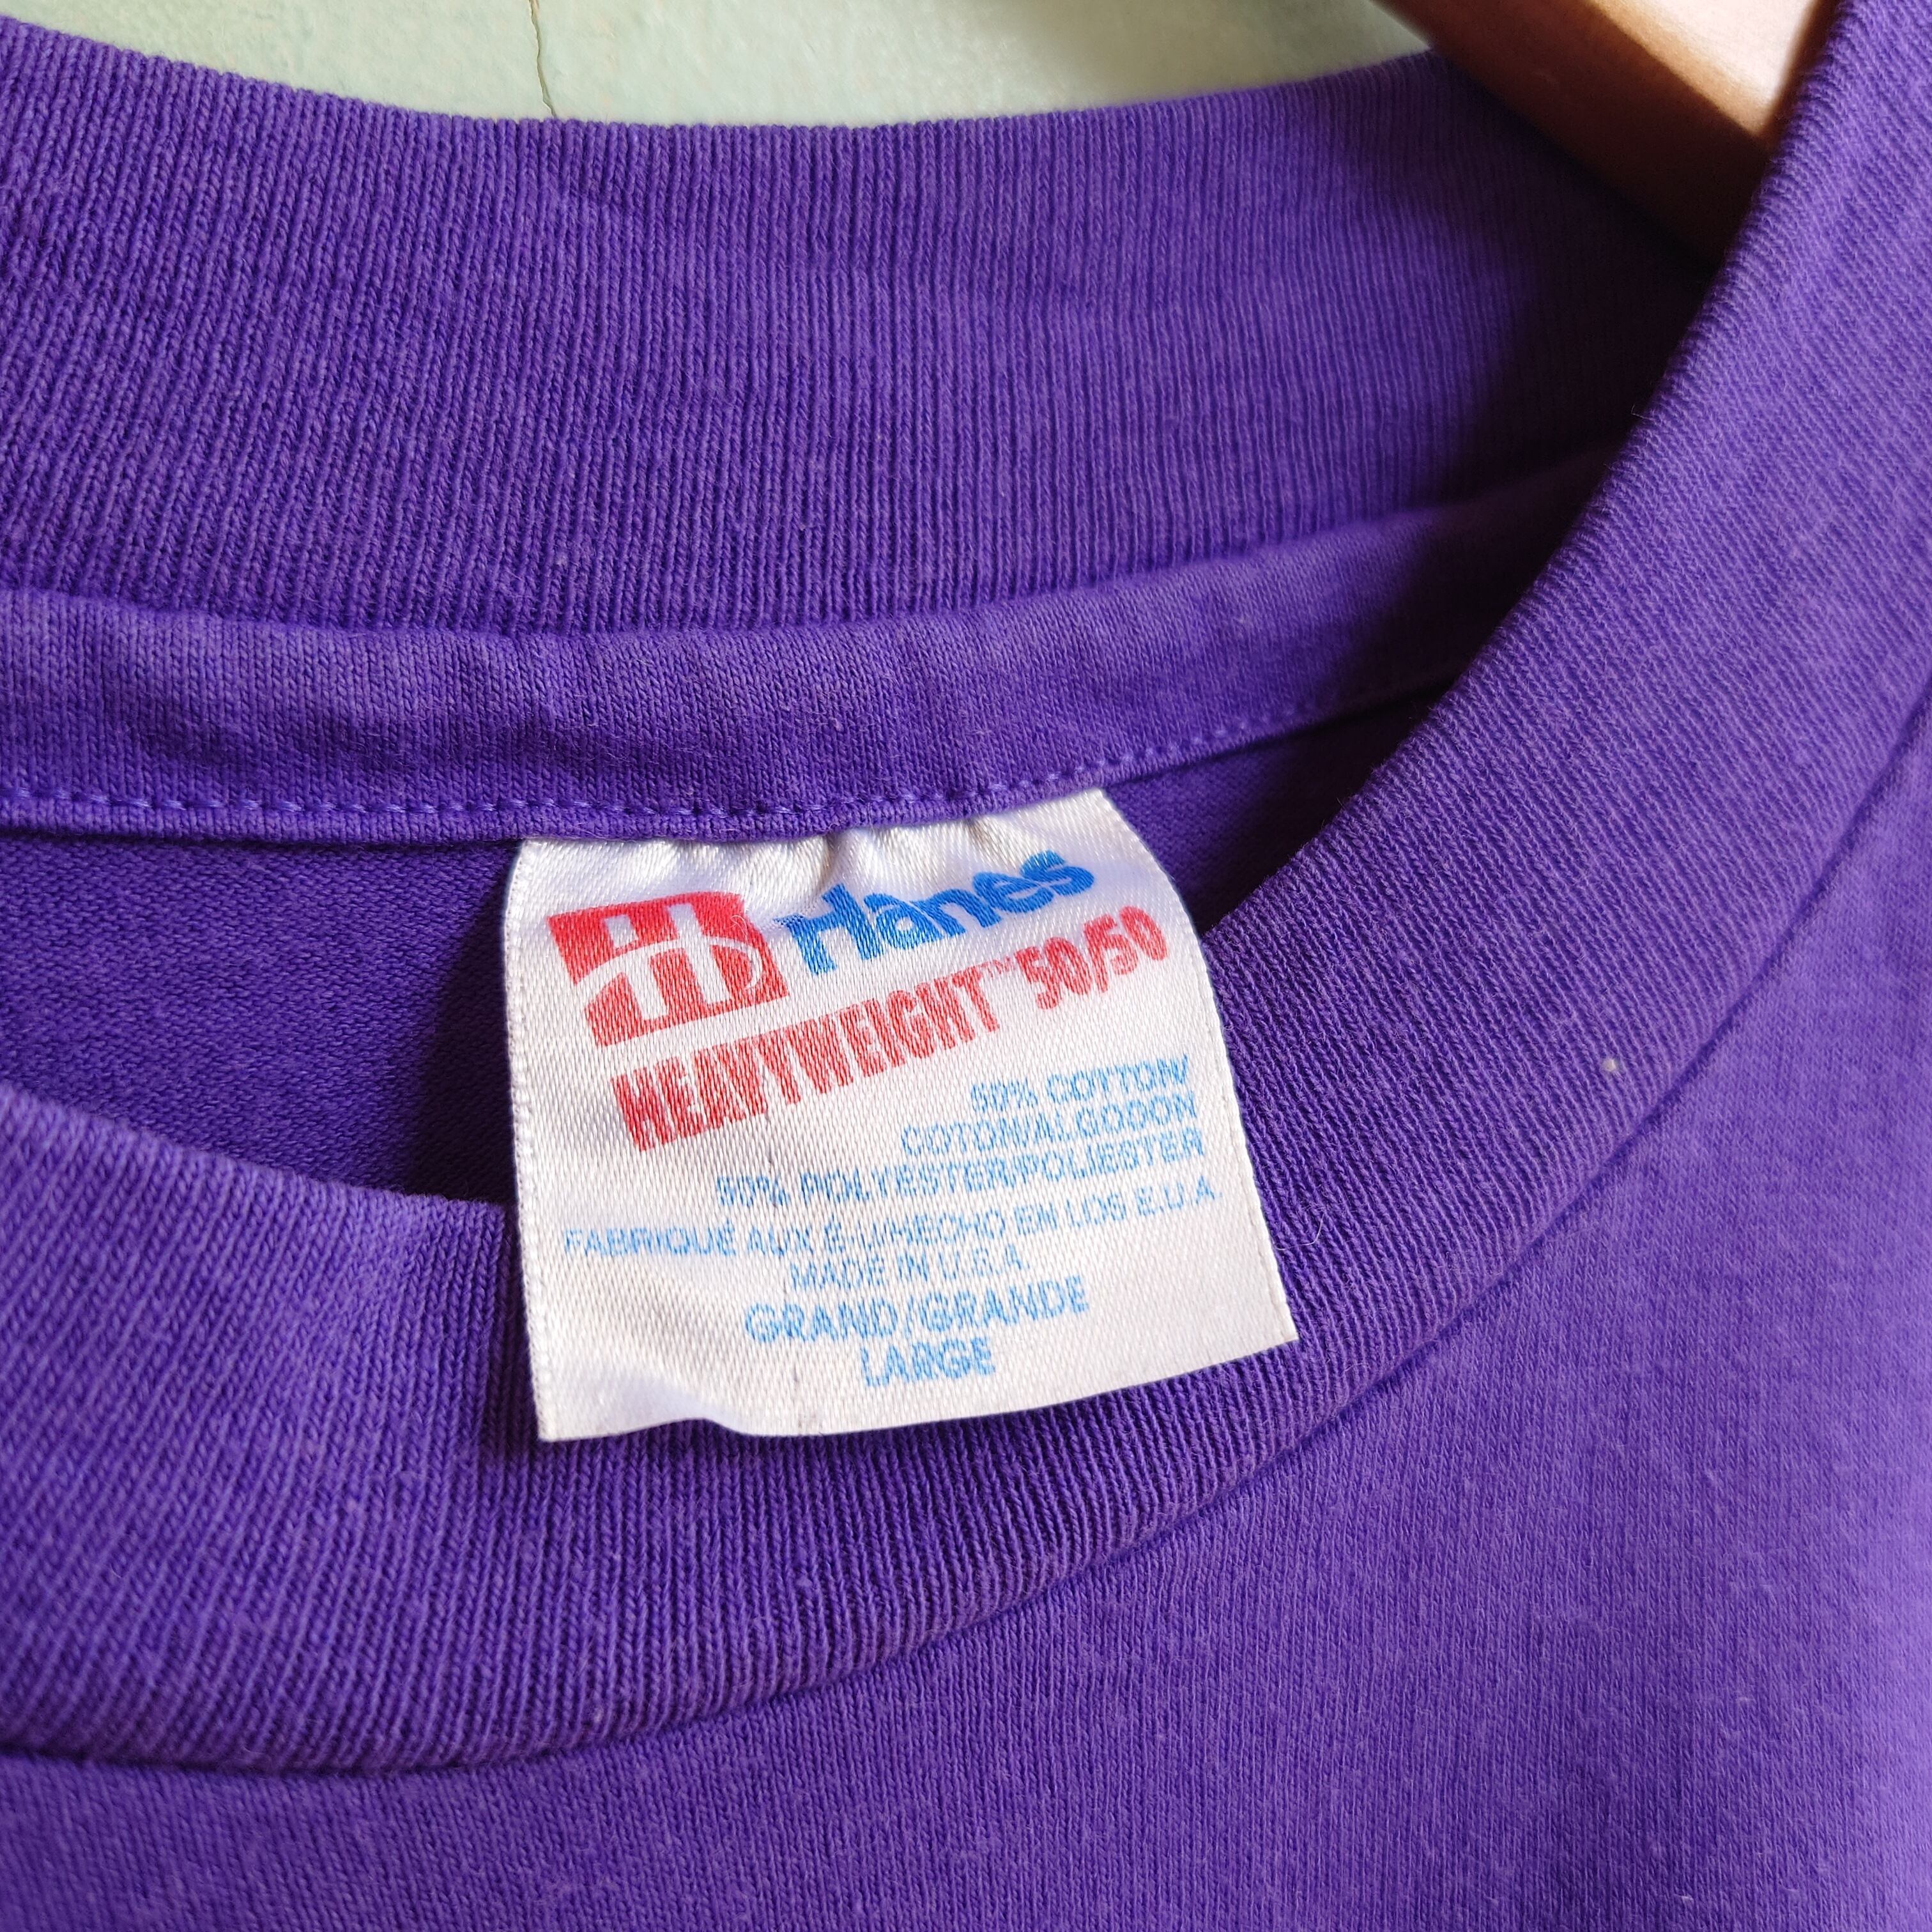 H Hanes
HEAVYWEIGHT™ 50/50
50% COTTON/
COTON/ALGODON
50% POLYESTER/POLIESTER
FABRIQUÉ AUX É.-U./HECHO EN LOS E.U.A.
MADE IN U.S.A.
GRAND/GRANDE
LARGE